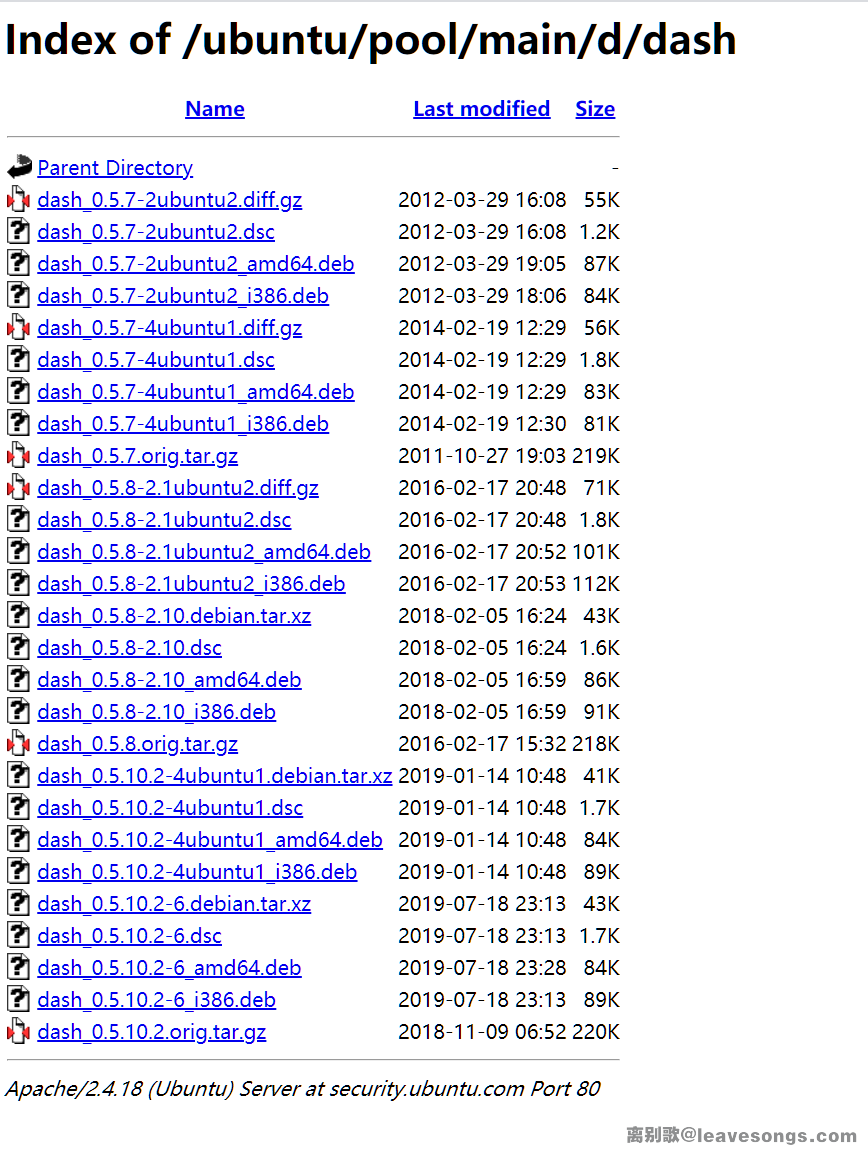 Index of /ubuntu/pool/main/d/dash
Name Last modified Size
Parent Directory -
dash_0.5.7-2ubuntu2.diff.gz 2012-03-29 16:08 55K
dash_0.5.7-2ubuntu2.dsc 2012-03-29 16:08 1.2K
dash_0.5.7-2ubuntu2_amd64.deb 2012-03-29 19:05 87K
dash_0.5.7-2ubuntu2_i386.deb 2012-03-29 18:06 84K
dash_0.5.7-4ubuntu1.diff.gz 2014-02-19 12:29 56K
dash_0.5.7-4ubuntu1.dsc 2014-02-19 12:29 1.8K
dash_0.5.7-4ubuntu1_amd64.deb 2014-02-19 12:29 83K
dash_0.5.7-4ubuntu1_i386.deb 2014-02-19 12:30 81K
dash_0.5.7.orig.tar.gz 2011-10-27 19:03 219K
dash_0.5.8-2.1ubuntu2.diff.gz 2016-02-17 20:48 71K
dash_0.5.8-2.1ubuntu2.dsc 2016-02-17 20:48 1.8K
dash_0.5.8-2.1ubuntu2_amd64.deb 2016-02-17 20:52 101K
dash_0.5.8-2.1ubuntu2_i386.deb 2016-02-17 20:53 112K
dash_0.5.8-2.10.debian.tar.xz 2018-02-05 16:24 43K
dash_0.5.8-2.10.dsc 2018-02-05 16:24 1.6K
dash_0.5.8-2.10_amd64.deb 2018-02-05 16:59 86K
dash_0.5.8-2.10_i386.deb 2018-02-05 16:59 91K
dash_0.5.8.orig.tar.gz 2016-02-17 15:32 218K
dash_0.5.10.2-4ubuntu1.debian.tar.xz 2019-01-14 10:48 41K
dash_0.5.10.2-4ubuntu1.dsc 2019-01-14 10:48 1.7K
dash_0.5.10.2-4ubuntu1_amd64.deb 2019-01-14 10:48 84K
dash_0.5.10.2-4ubuntu1_i386.deb 2019-01-14 10:48 89K
dash_0.5.10.2-6.debian.tar.xz 2019-07-18 23:13 43K
dash_0.5.10.2-6.dsc 2019-07-18 23:13 1.7K
dash_0.5.10.2-6_amd64.deb 2019-07-18 23:28 84K
dash_0.5.10.2-6_i386.deb 2019-07-18 23:13 89K
dash_0.5.10.2.orig.tar.gz 2018-11-09 06:52 220K
Apache/2.4.18 (Ubuntu) Server at security.ubuntu.com Port 80
离别歌@leavesongs.com